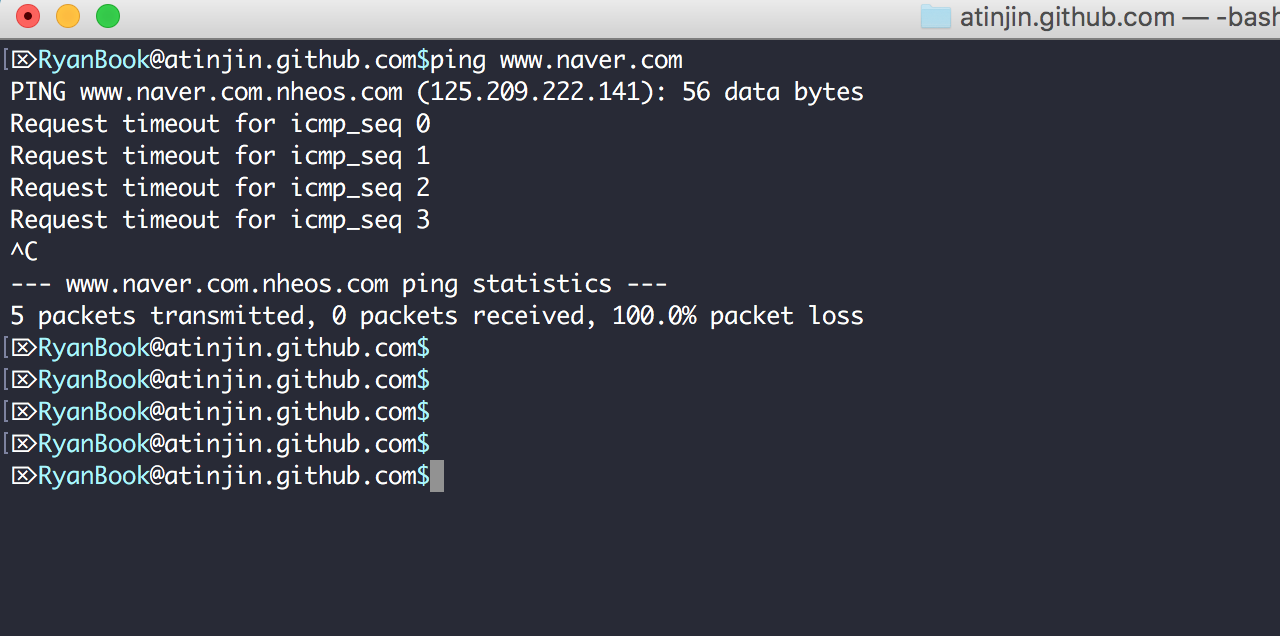 atinjin.github.com — -bash
[⌦RyanBook@atinjin.github.com$ping www.naver.com
PING www.naver.com.nheos.com (125.209.222.141): 56 data bytes
Request timeout for icmp_seq 0
Request timeout for icmp_seq 1
Request timeout for icmp_seq 2
Request timeout for icmp_seq 3
^C
--- www.naver.com.nheos.com ping statistics ---
5 packets transmitted, 0 packets received, 100.0% packet loss
[⌦RyanBook@atinjin.github.com$
[⌦RyanBook@atinjin.github.com$
[⌦RyanBook@atinjin.github.com$
[⌦RyanBook@atinjin.github.com$
⌦RyanBook@atinjin.github.com$